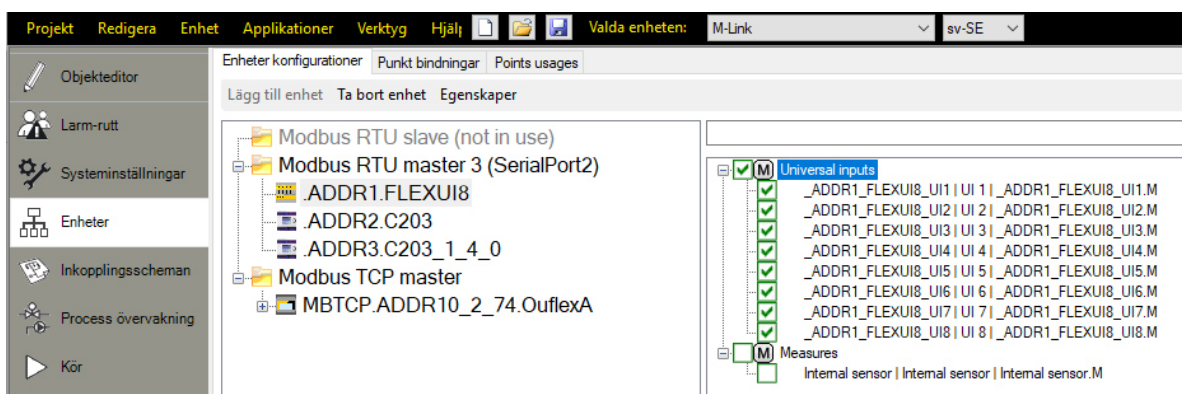 Projekt Redigera Enhet Applikationer Verktyg Hjälp Valda enheten: M-Link sv-SE
Objekteditor
Larm-rutt
Systeminställningar
Enheter
Inkopplingsscheman
Process övervakning
Kör
Enheter konfigurationer Punkt bindningar Points usages
Lägg till enhet Ta bort enhet Egenskaper
Modbus RTU slave (not in use)
Modbus RTU master 3 (SerialPort2)
.ADDR1.FLEXUI8
.ADDR2.C203
.ADDR3.C203_1_4_0
Modbus TCP master
MBTCP.ADDR10_2_74.OuflexA
M Universal inputs
_ADDR1_FLEXUI8_UI1 | UI 1 | _ADDR1_FLEXUI8_UI1.M
_ADDR1_FLEXUI8_UI2 | UI 2 | _ADDR1_FLEXUI8_UI2.M
_ADDR1_FLEXUI8_UI3 | UI 3 | _ADDR1_FLEXUI8_UI3.M
_ADDR1_FLEXUI8_UI4 | UI 4 | _ADDR1_FLEXUI8_UI4.M
_ADDR1_FLEXUI8_UI5 | UI 5 | _ADDR1_FLEXUI8_UI5.M
_ADDR1_FLEXUI8_UI6 | UI 6 | _ADDR1_FLEXUI8_UI6.M
_ADDR1_FLEXUI8_UI7 | UI 7 | _ADDR1_FLEXUI8_UI7.M
_ADDR1_FLEXUI8_UI8 | UI 8 | _ADDR1_FLEXUI8_UI8.M
M Measures
Internal sensor | Internal sensor | Internal sensor.M